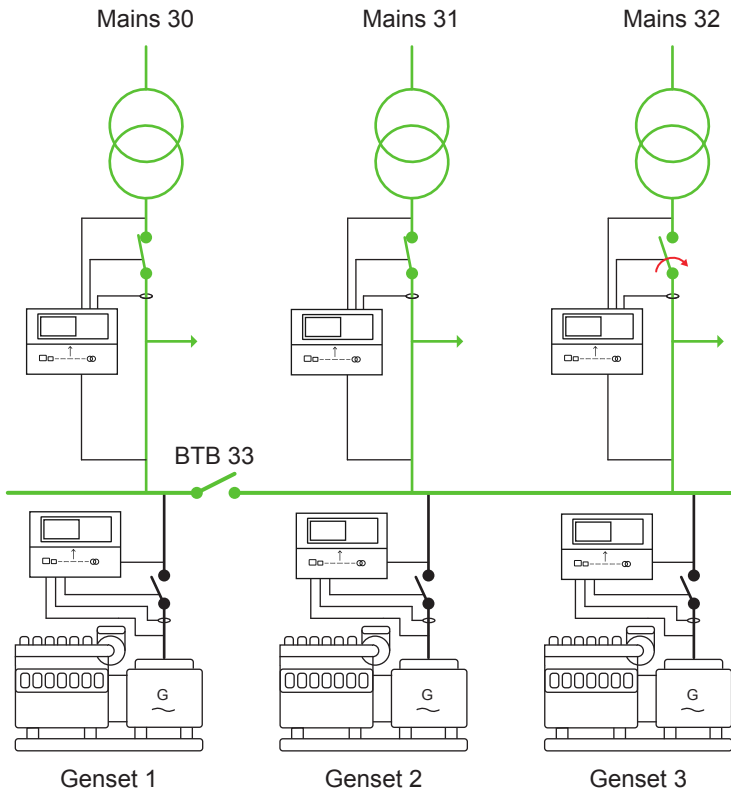 Mains 30
Mains 31
Mains 32
BTB 33
G
G
G
Genset 1
Genset 2
Genset 3